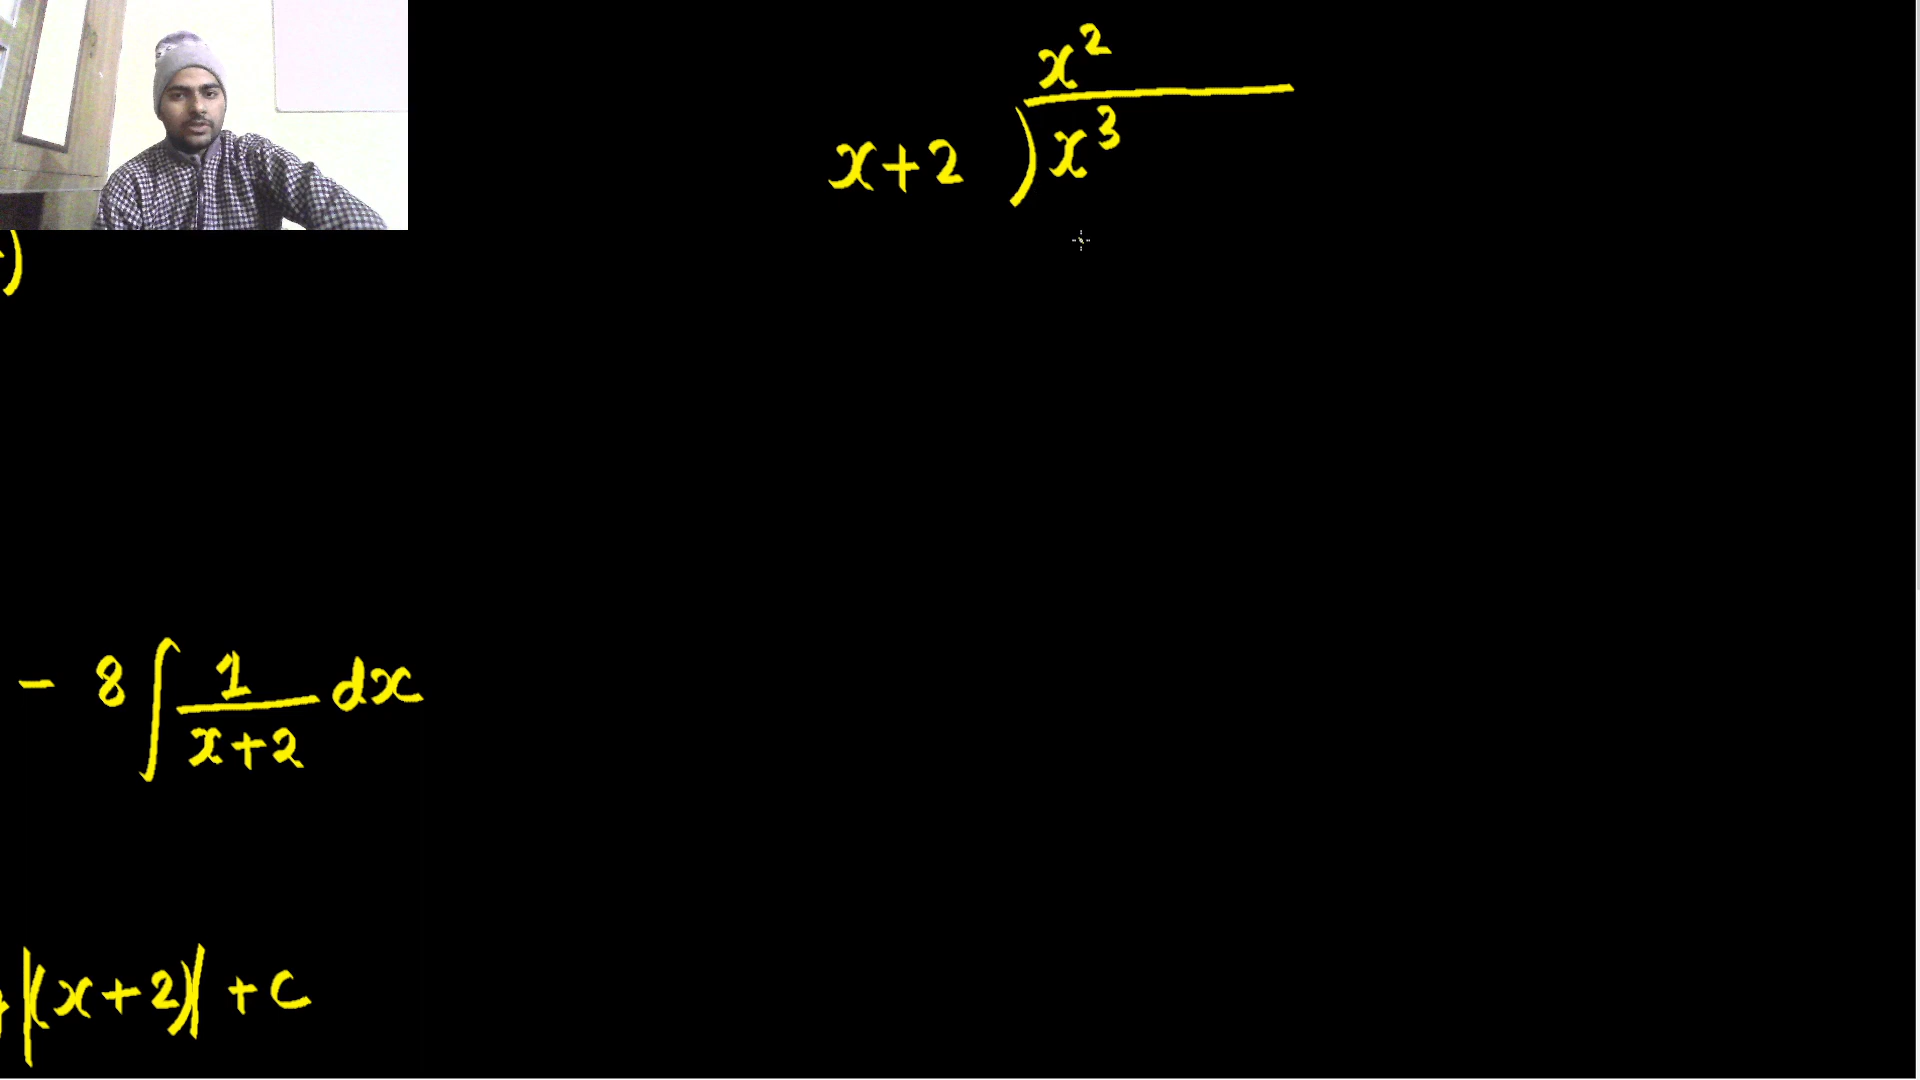 x²
x+2 ) x³
)
- 8 ∫ 1/(x+2) dx
|(x+2)| + c